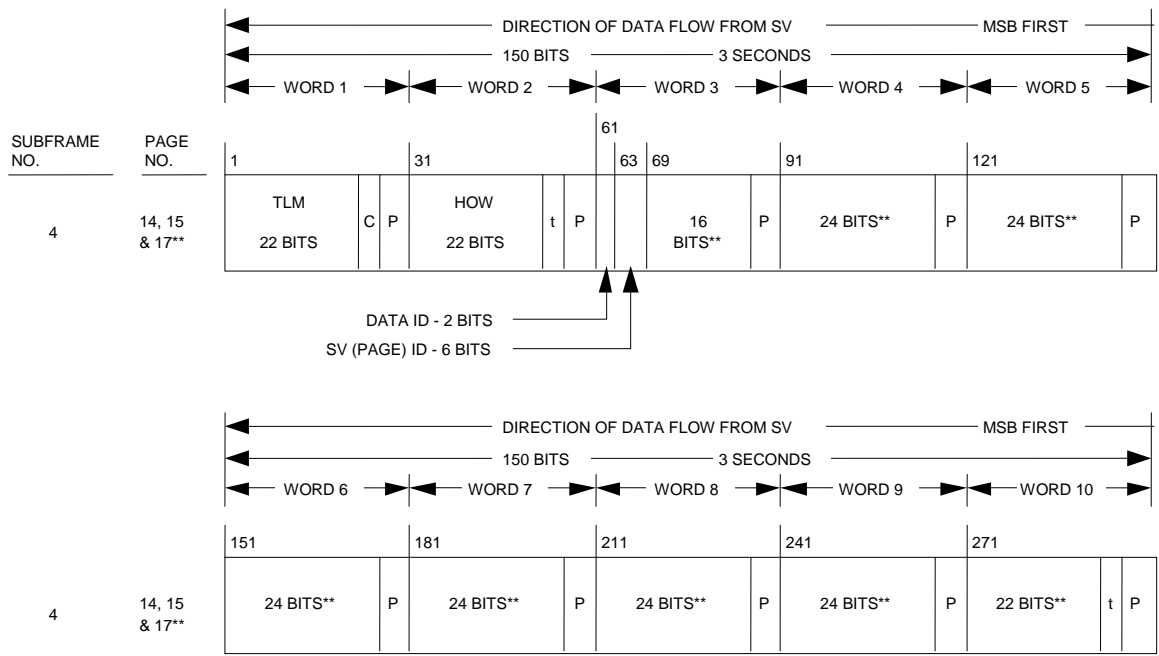 DIRECTION OF DATA FLOW FROM SV MSB FIRST
150 BITS 3 SECONDS
WORD 1 WORD 2 WORD 3 WORD 4 WORD 5
SUBFRAME NO.
PAGE NO.
1 31 61 63 69 91 121
4
14, 15 & 17**
TLM
22 BITS
C
P
HOW
22 BITS
t
P
16
BITS**
P
24 BITS**
P
24 BITS**
P
DATA ID - 2 BITS
SV (PAGE) ID - 6 BITS
DIRECTION OF DATA FLOW FROM SV MSB FIRST
150 BITS 3 SECONDS
WORD 6 WORD 7 WORD 8 WORD 9 WORD 10
151 181 211 241 271
4
14, 15 & 17**
24 BITS**
P
24 BITS**
P
24 BITS**
P
24 BITS**
P
22 BITS**
t
P